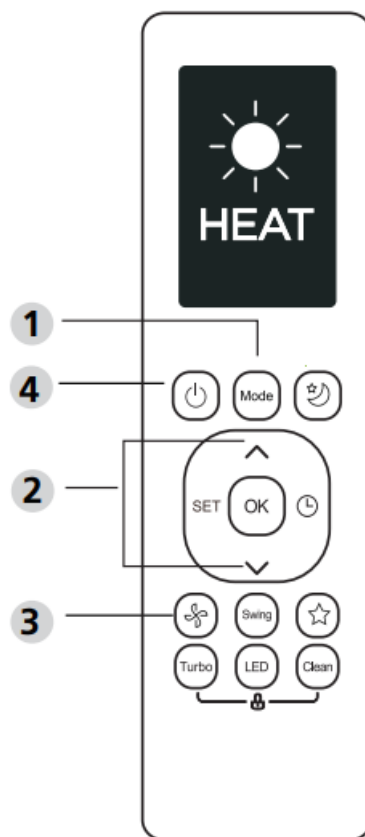 HEAT
1
4
Mode
2
SET OK
3
Swing
Turbo LED Clean